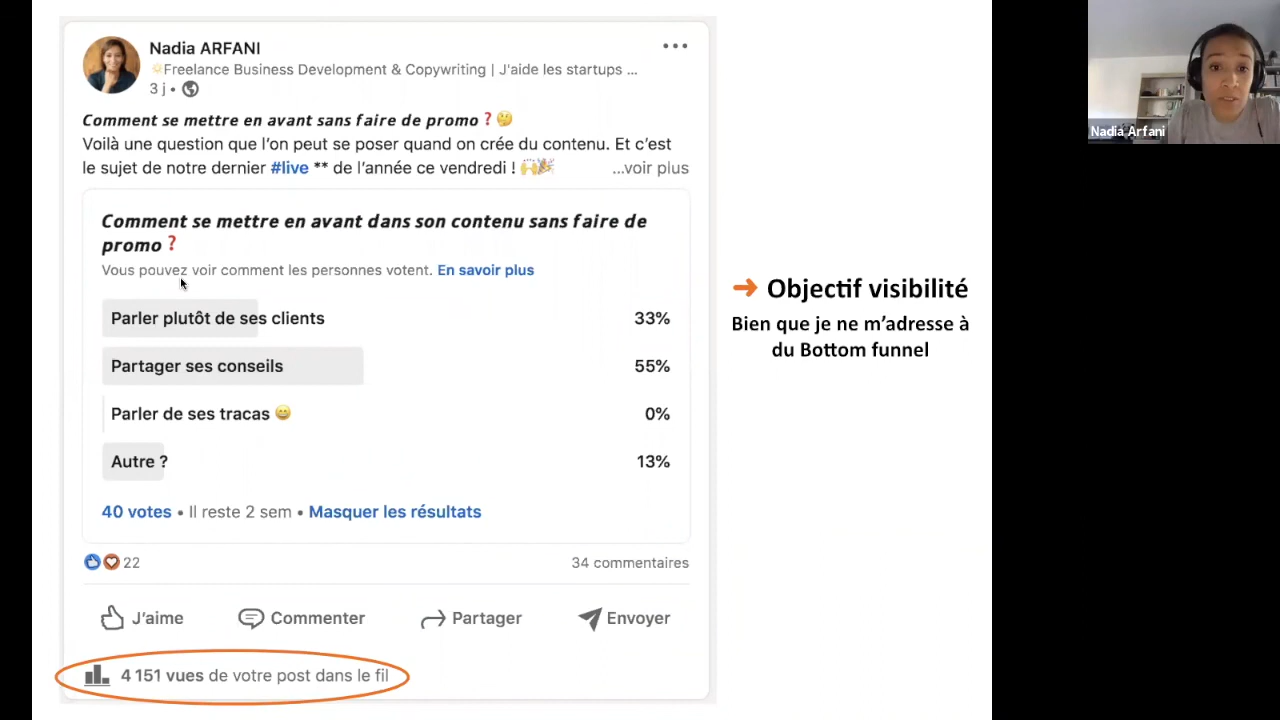 Nadia ARFANI
☀Freelance Business Development & Copywriting | J'aide les startups ...
3 j •
Comment se mettre en avant sans faire de promo ❓🤔
Voilà une question que l'on peut se poser quand on crée du contenu. Et c'est
le sujet de notre dernier #live ** de l'année ce vendredi ! 🙌🎉
...voir plus
Comment se mettre en avant dans son contenu sans faire de
promo ❓
Vous pouvez voir comment les personnes votent. En savoir plus
Parler plutôt de ses clients 33%
Partager ses conseils 55%
Parler de ses tracas 😀 0%
Autre ? 13%
40 votes • Il reste 2 sem • Masquer les résultats
22
34 commentaires
J'aime
Commenter
Partager
Envoyer
4 151 vues de votre post dans le fil
➜ Objectif visibilité
Bien que je ne m'adresse à
du Bottom funnel
Nadia Arfani